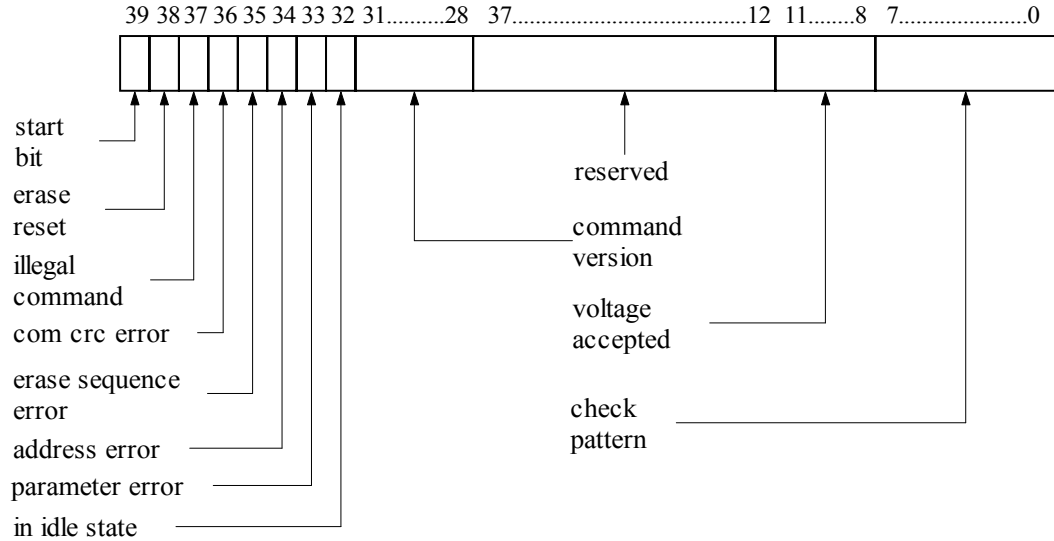 39 38 37 36 35 34 33 32 31..........28 37.......................................12 11........8 7......................0
start
bit
erase
reset
illegal
command
com crc error
erase sequence
error
address error
parameter error
in idle state
reserved
command
version
voltage
accepted
check
pattern